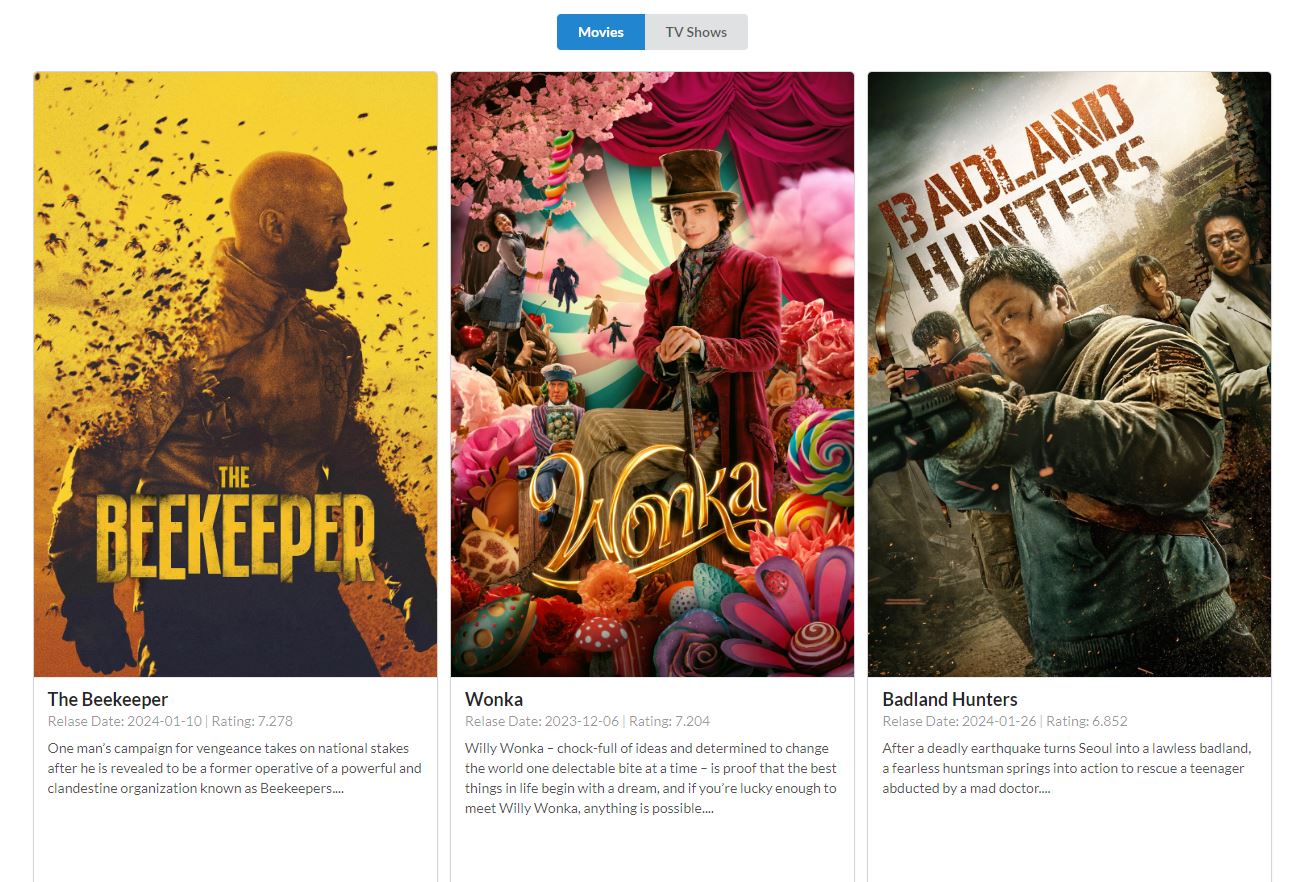 Movies
TV Shows
THE
BEEKEEPER
Wonka
BADLAND
HUNTERS
The Beekeeper
Relase Date: 2024-01-10 | Rating: 7.278
One man’s campaign for vengeance takes on national stakes
after he is revealed to be a former operative of a powerful and
clandestine organization known as Beekeepers....
Wonka
Relase Date: 2023-12-06 | Rating: 7.204
Willy Wonka – chock-full of ideas and determined to change
the world one delectable bite at a time – is proof that the best
things in life begin with a dream, and if you’re lucky enough to
meet Willy Wonka, anything is possible....
Badland Hunters
Relase Date: 2024-01-26 | Rating: 6.852
After a deadly earthquake turns Seoul into a lawless badland,
a fearless huntsman springs into action to rescue a teenager
abducted by a mad doctor....